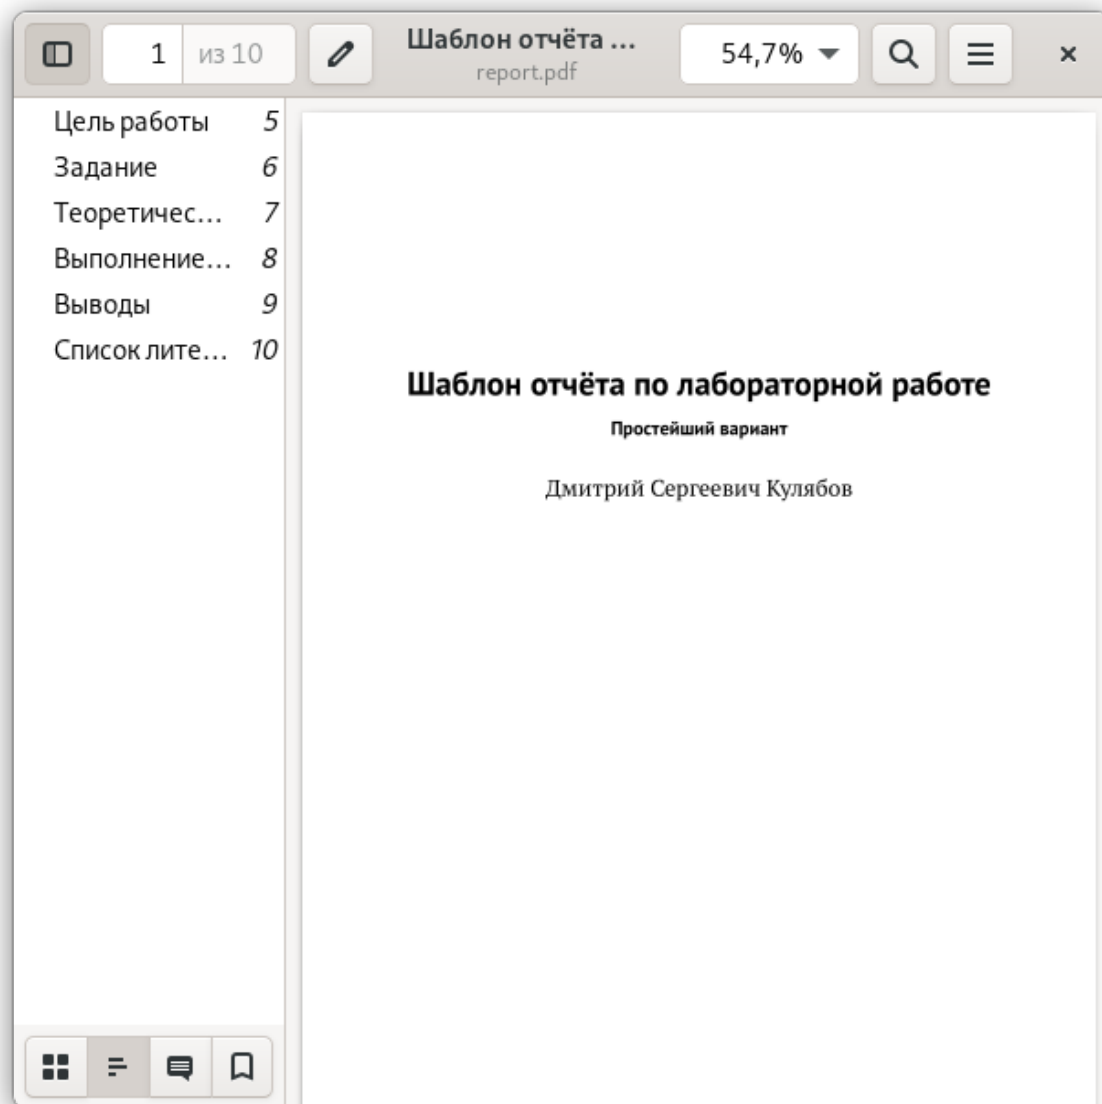 1 из 10
Шаблон отчёта ...
report.pdf
54,7%
Цель работы 5
Задание 6
Теоретичес... 7
Выполнение... 8
Выводы 9
Список лите... 10
Шаблон отчёта по лабораторной работе
Простейший вариант
Дмитрий Сергеевич Кулябов